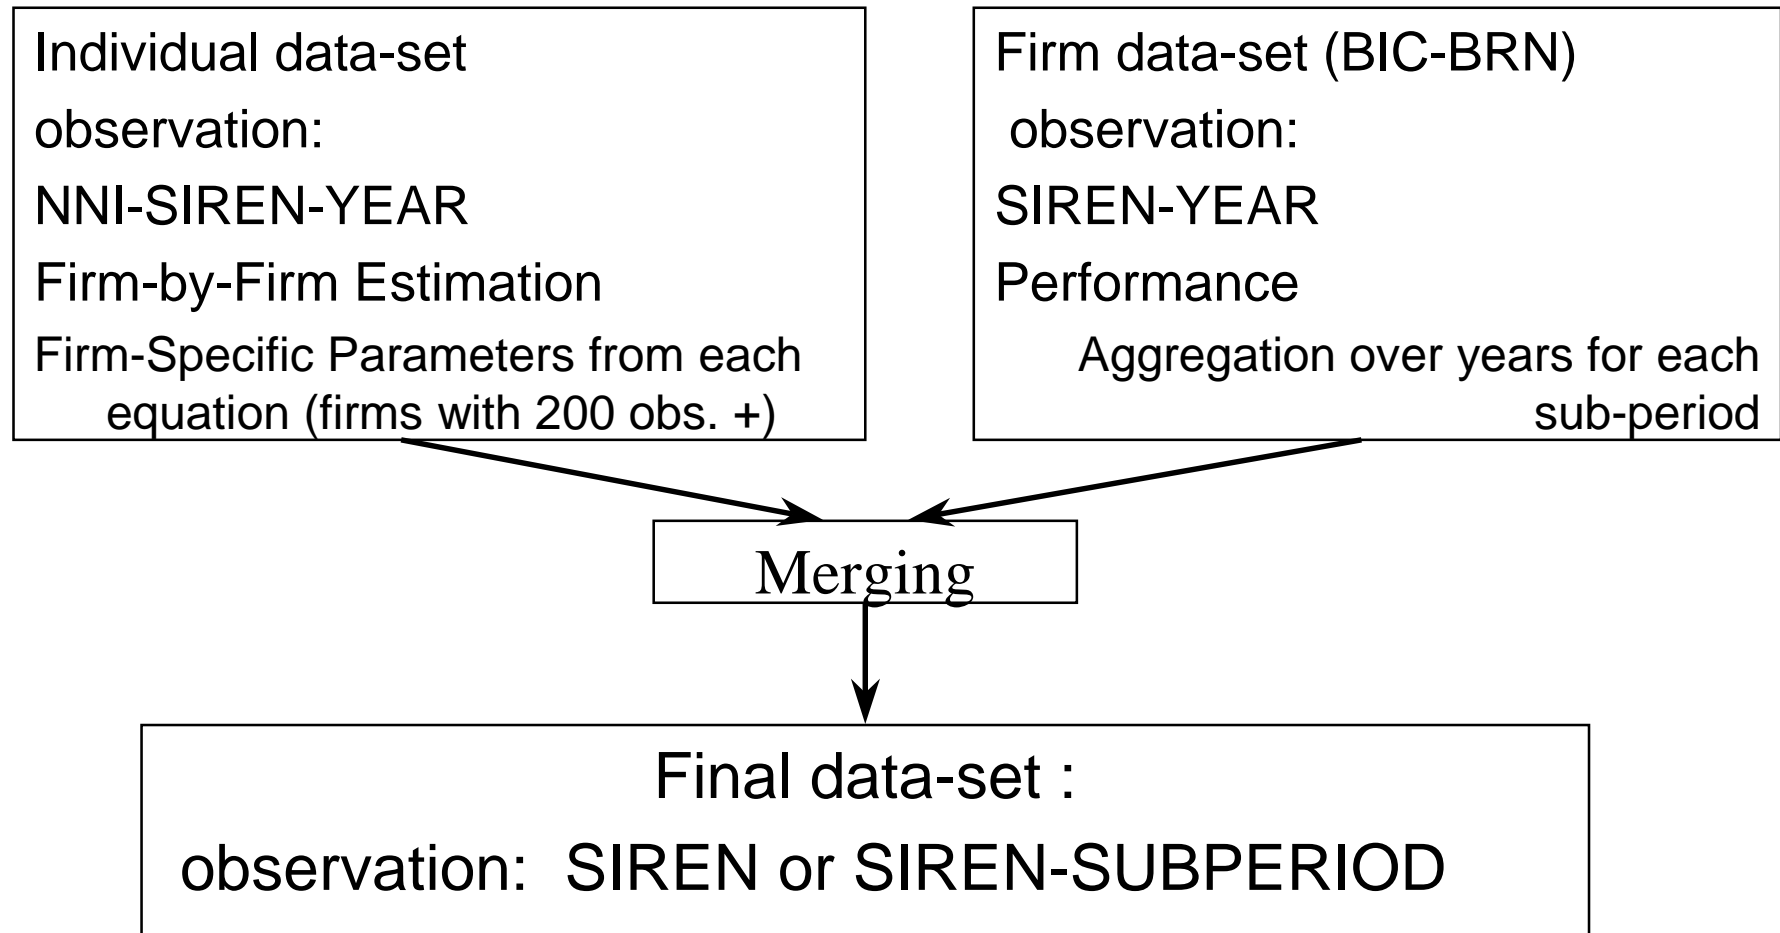 Individual data-set
observation:
NNI-SIREN-YEAR
Firm-by-Firm Estimation
Firm-Specific Parameters from each
equation (firms with 200 obs. +)
Firm data-set (BIC-BRN)
observation:
SIREN-YEAR
Performance
Aggregation over years for each
sub-period
Merging
Final data-set :
observation: SIREN or SIREN-SUBPERIOD